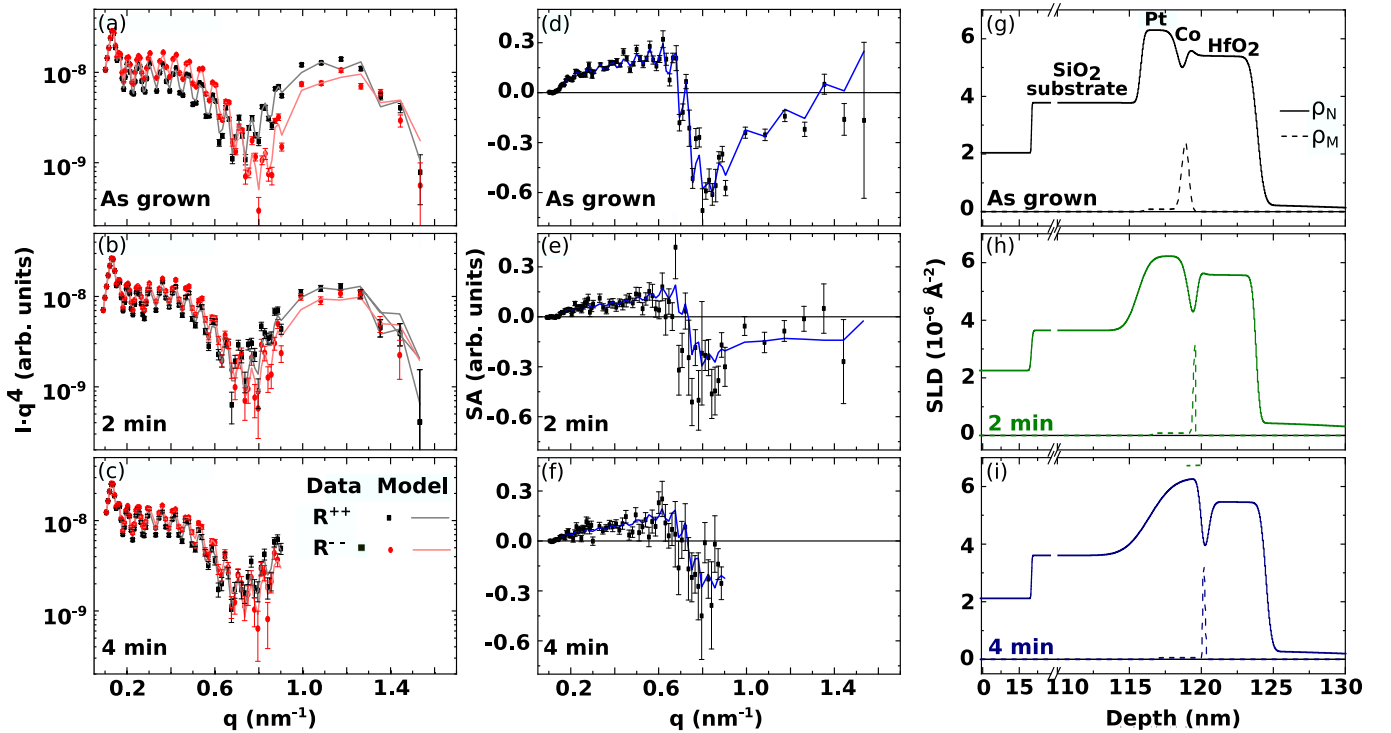 (a)
10⁻⁸
10⁻⁹
As grown
(b)
10⁻⁸
10⁻⁹
2 min
(c)
Data Model
R⁺⁺
R⁻⁻
10⁻⁸
10⁻⁹
4 min
I·q⁴ (arb. units)
0.2 0.6 1.0 1.4
q (nm⁻¹)
(d)
0.3
0.0
-0.3
-0.6
As grown
(e)
0.3
0.0
-0.3
-0.6
2 min
(f)
0.3
0.0
-0.3
-0.6
4 min
SA (arb. units)
0.2 0.6 1.0 1.4
q (nm⁻¹)
(g)
Pt
Co
HfO₂
SiO₂
substrate
ρN
ρM
6
4
2
0
As grown
(h)
6
4
2
0
2 min
(i)
6
4
2
0
4 min
SLD (10⁻⁶ Å⁻²)
0 15 110 115 120 125 130
Depth (nm)